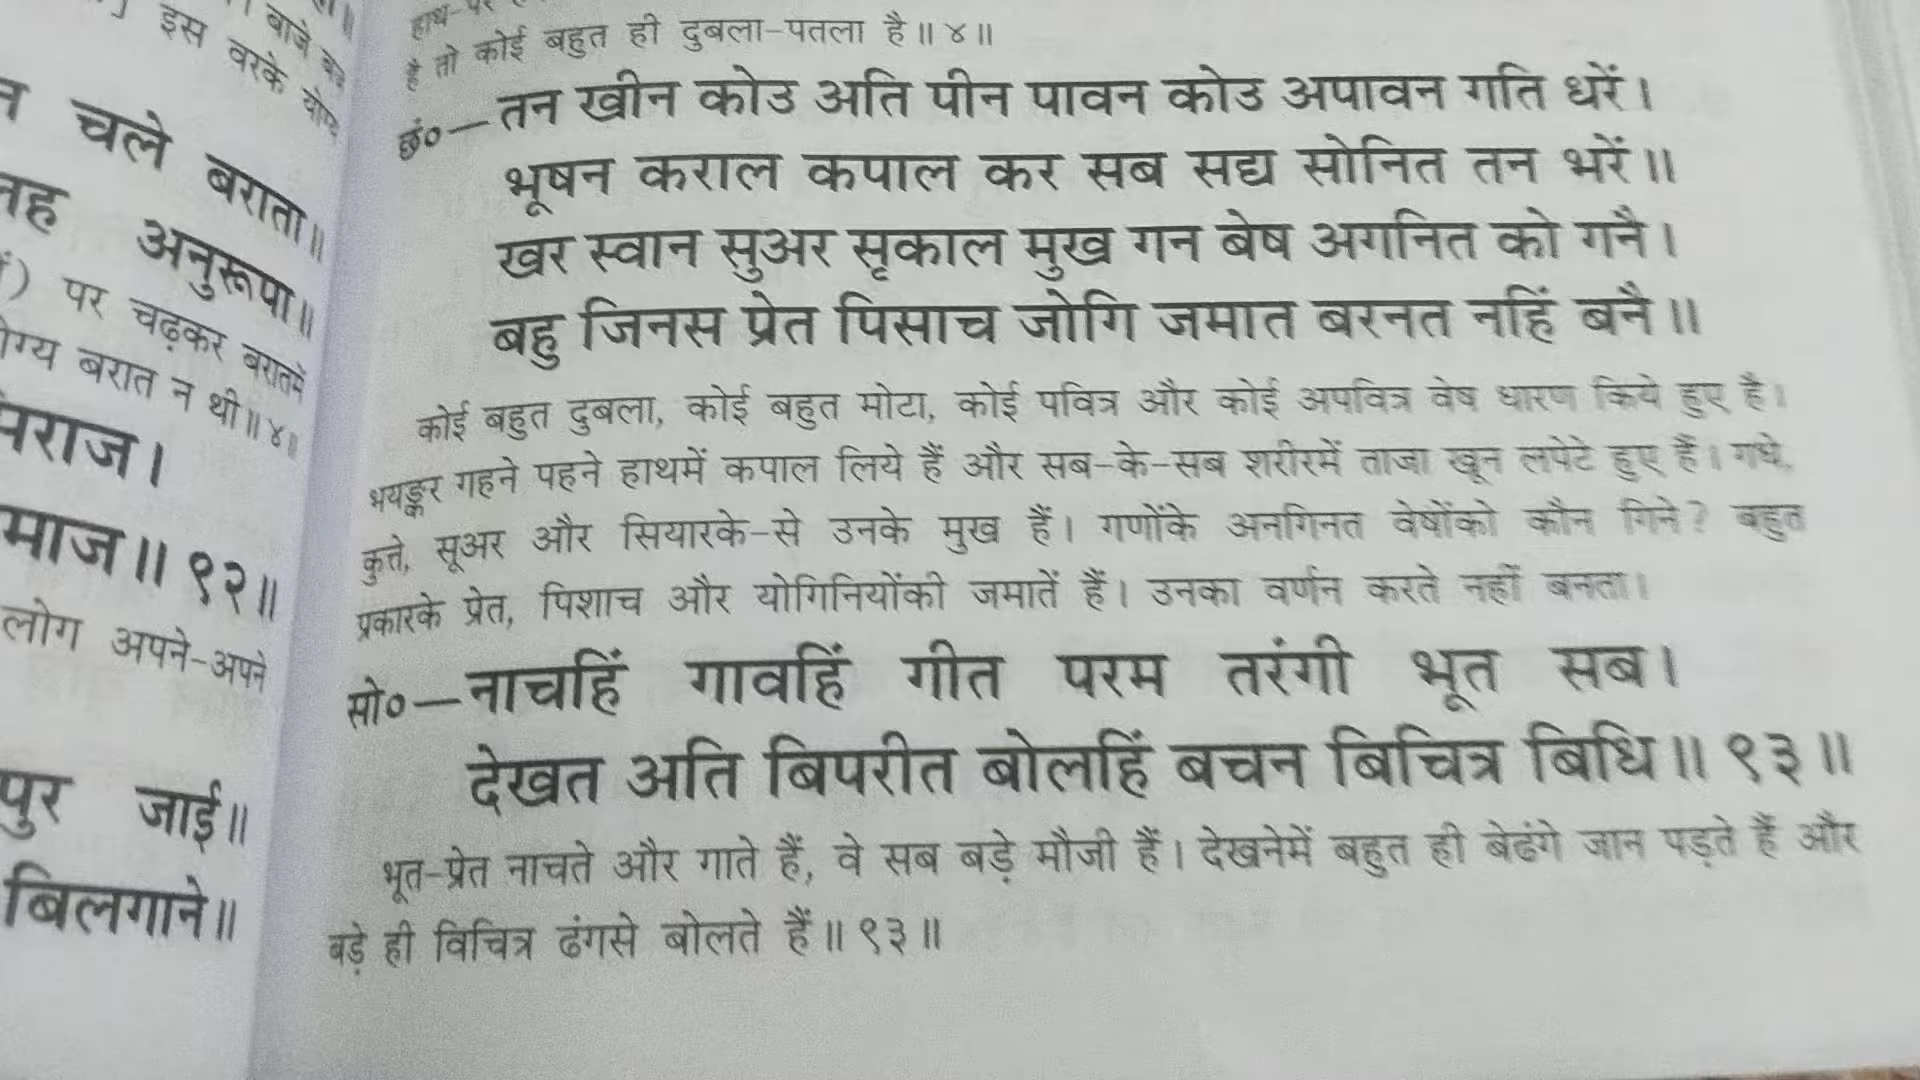 बाजे
इस वरके योग्य
चले बराता॥
अनुरूपा॥
) पर चढ़कर बरातमें
बरात न थी॥४॥
माज॥ ९२॥
लोग अपने-अपने
पुर जाई॥
बिलगाने॥
है तो कोई बहुत ही दुबला-पतला है॥४॥
छं०—तन खीन कोउ अति पीन पावन कोउ अपावन गति धरें।
भूषन कराल कपाल कर सब सद्य सोनित तन भरें॥
खर स्वान सुअर सृकाल मुख गन बेष अगनित को गनै।
बहु जिनस प्रेत पिसाच जोगि जमात बरनत नहिं बनै॥
कोई बहुत दुबला, कोई बहुत मोटा, कोई पवित्र और कोई अपवित्र वेष धारण किये हुए है।
भयङ्कर गहने पहने हाथमें कपाल लिये हैं और सब-के-सब शरीरमें ताजा खून लपेटे हुए हैं। गधे,
कुत्ते, सूअर और सियारके-से उनके मुख हैं। गणोंके अनगिनत वेषोंको कौन गिने? बहुत
प्रकारके प्रेत, पिशाच और योगिनियोंकी जमातें हैं। उनका वर्णन करते नहीं बनता।
सो०—नाचहिं गावहिं गीत परम तरंगी भूत सब।
देखत अति बिपरीत बोलहिं बचन बिचित्र बिधि॥ ९३॥
भूत-प्रेत नाचते और गाते हैं, वे सब बड़े मौजी हैं। देखनेमें बहुत ही बेढंगे जान पड़ते हैं और
बड़े ही विचित्र ढंगसे बोलते हैं॥ ९३॥